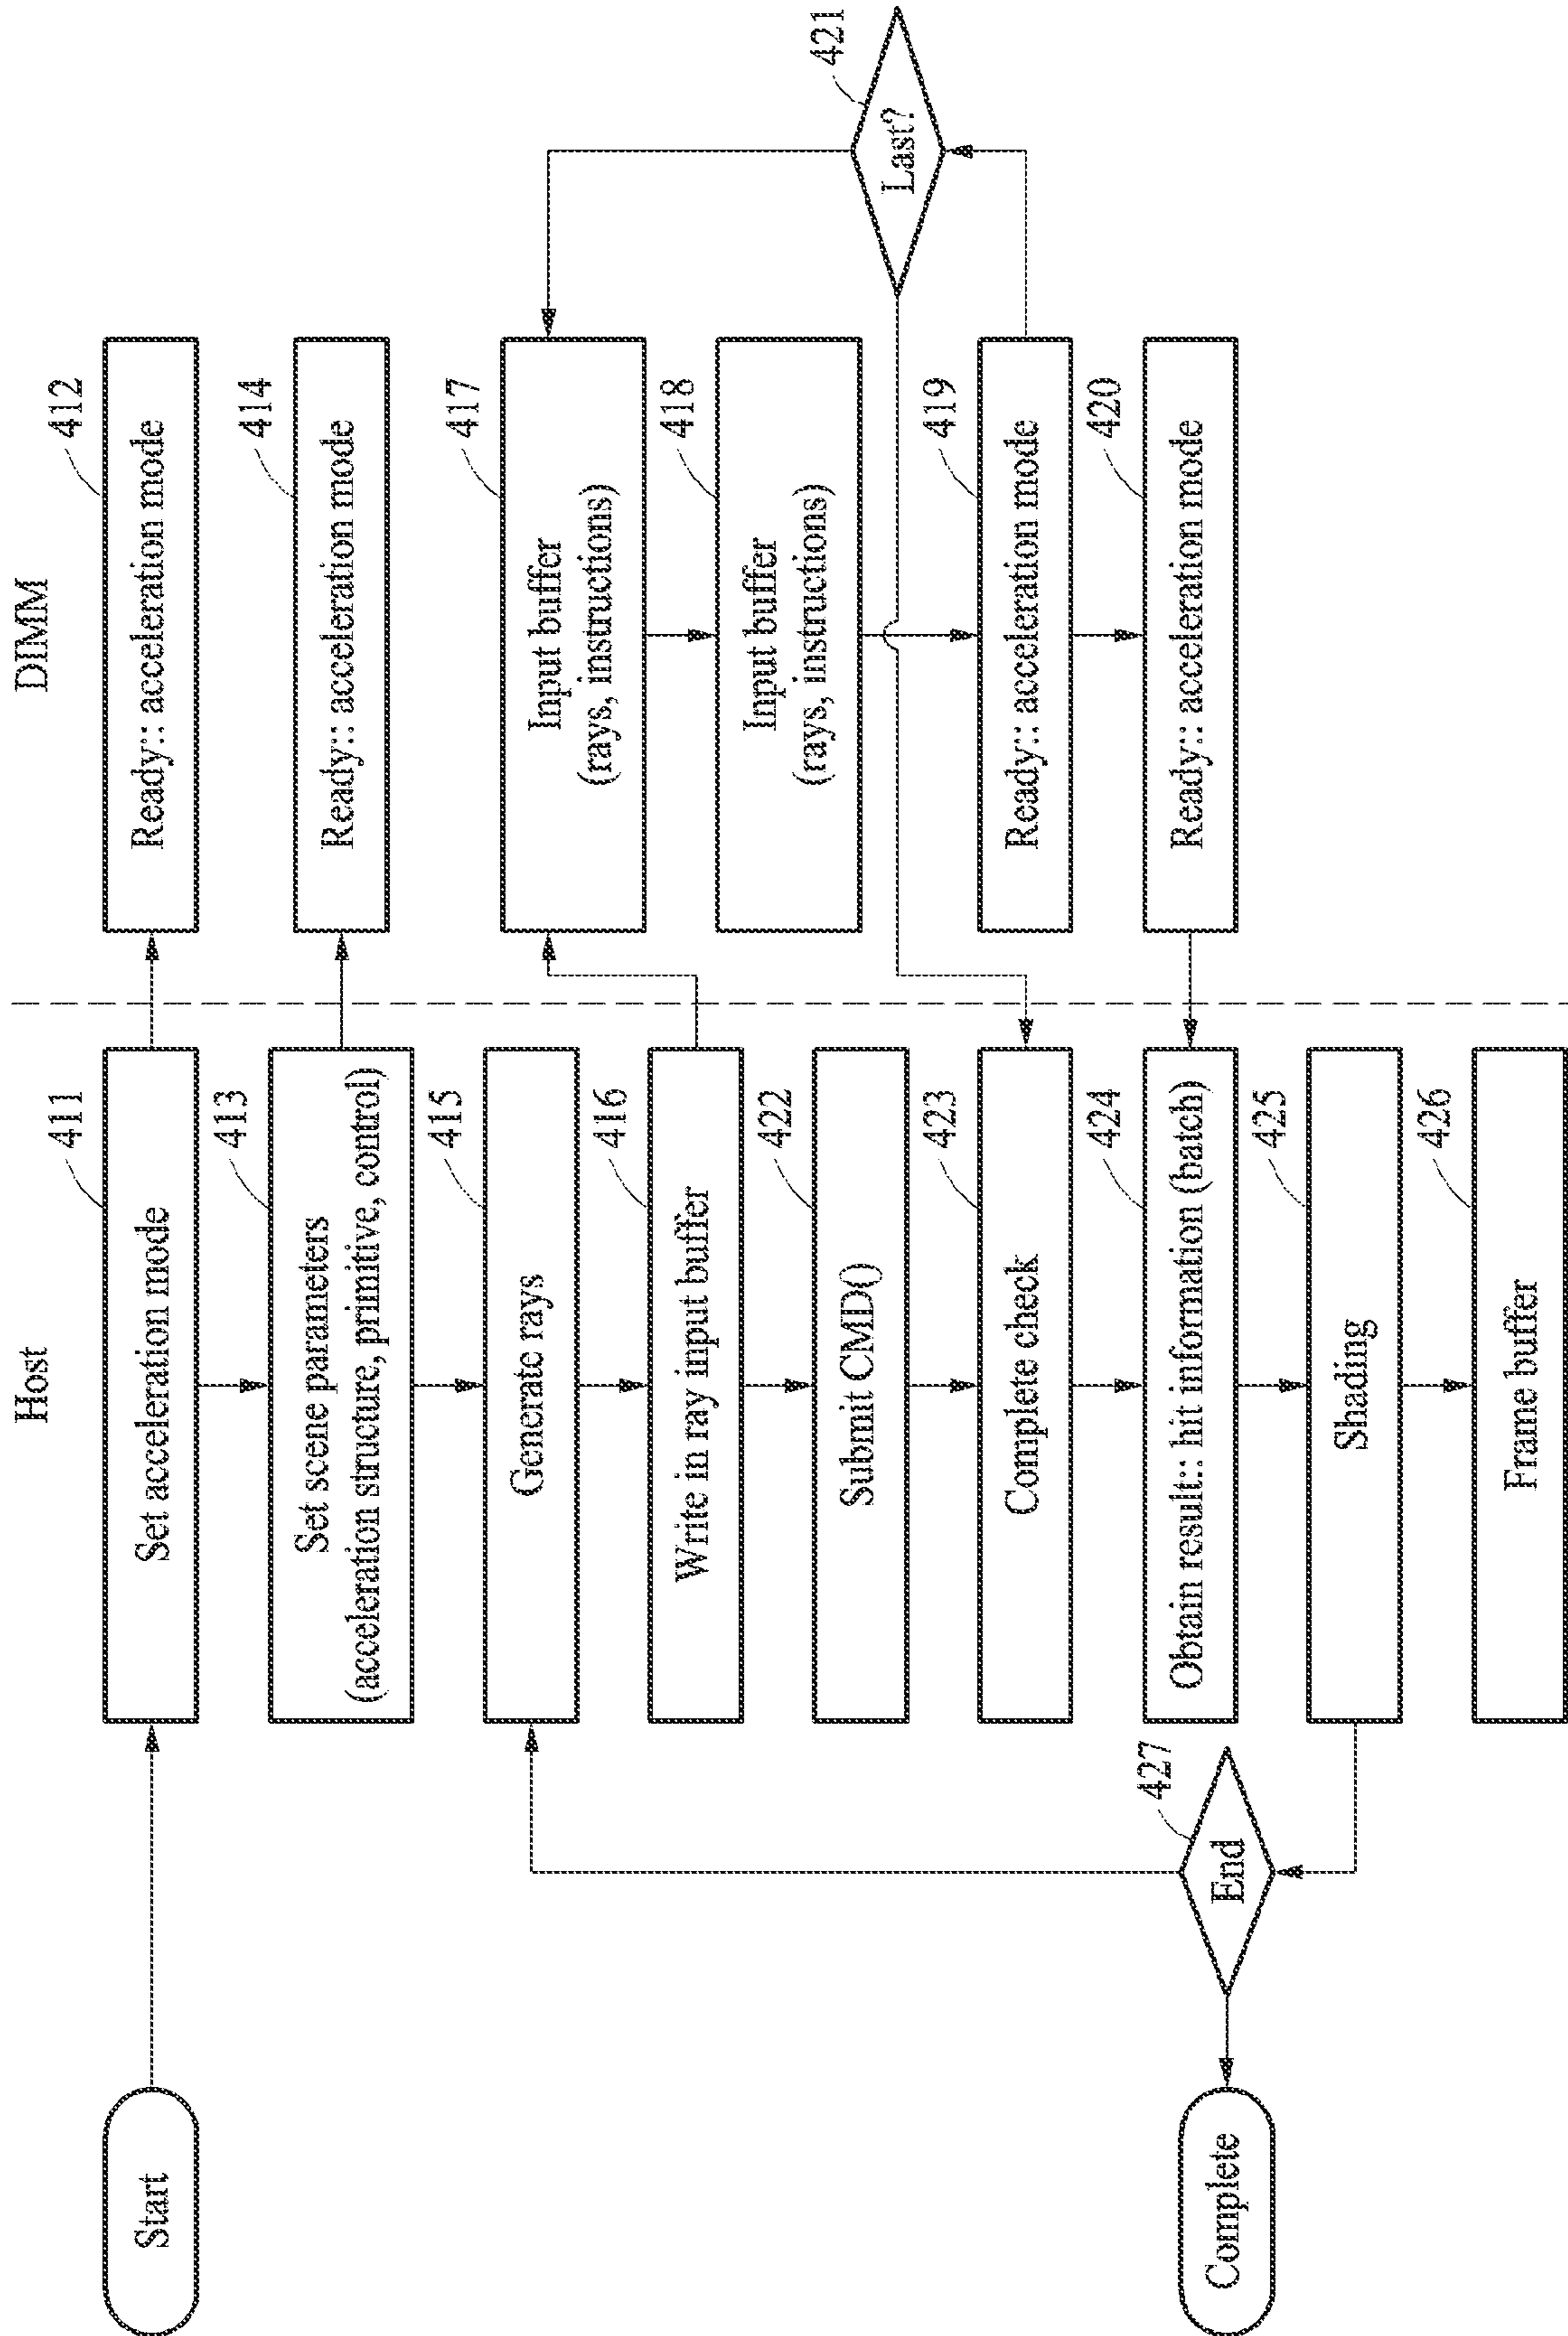 Host
DIMM
Start
411
Set acceleration mode
412
Ready:: acceleration mode
413
Set scene parameters
(acceleration structure, primitive, control)
414
Ready:: acceleration mode
415
Generate rays
416
Write in ray input buffer
417
Input buffer
(rays, instructions)
422
Submit CMD()
418
Input buffer
(rays, instructions)
421
Last?
423
Complete check
419
Ready:: acceleration mode
424
Obtain result:: hit information (batch)
420
Ready:: acceleration mode
427
End
Complete
425
Shading
426
Frame buffer